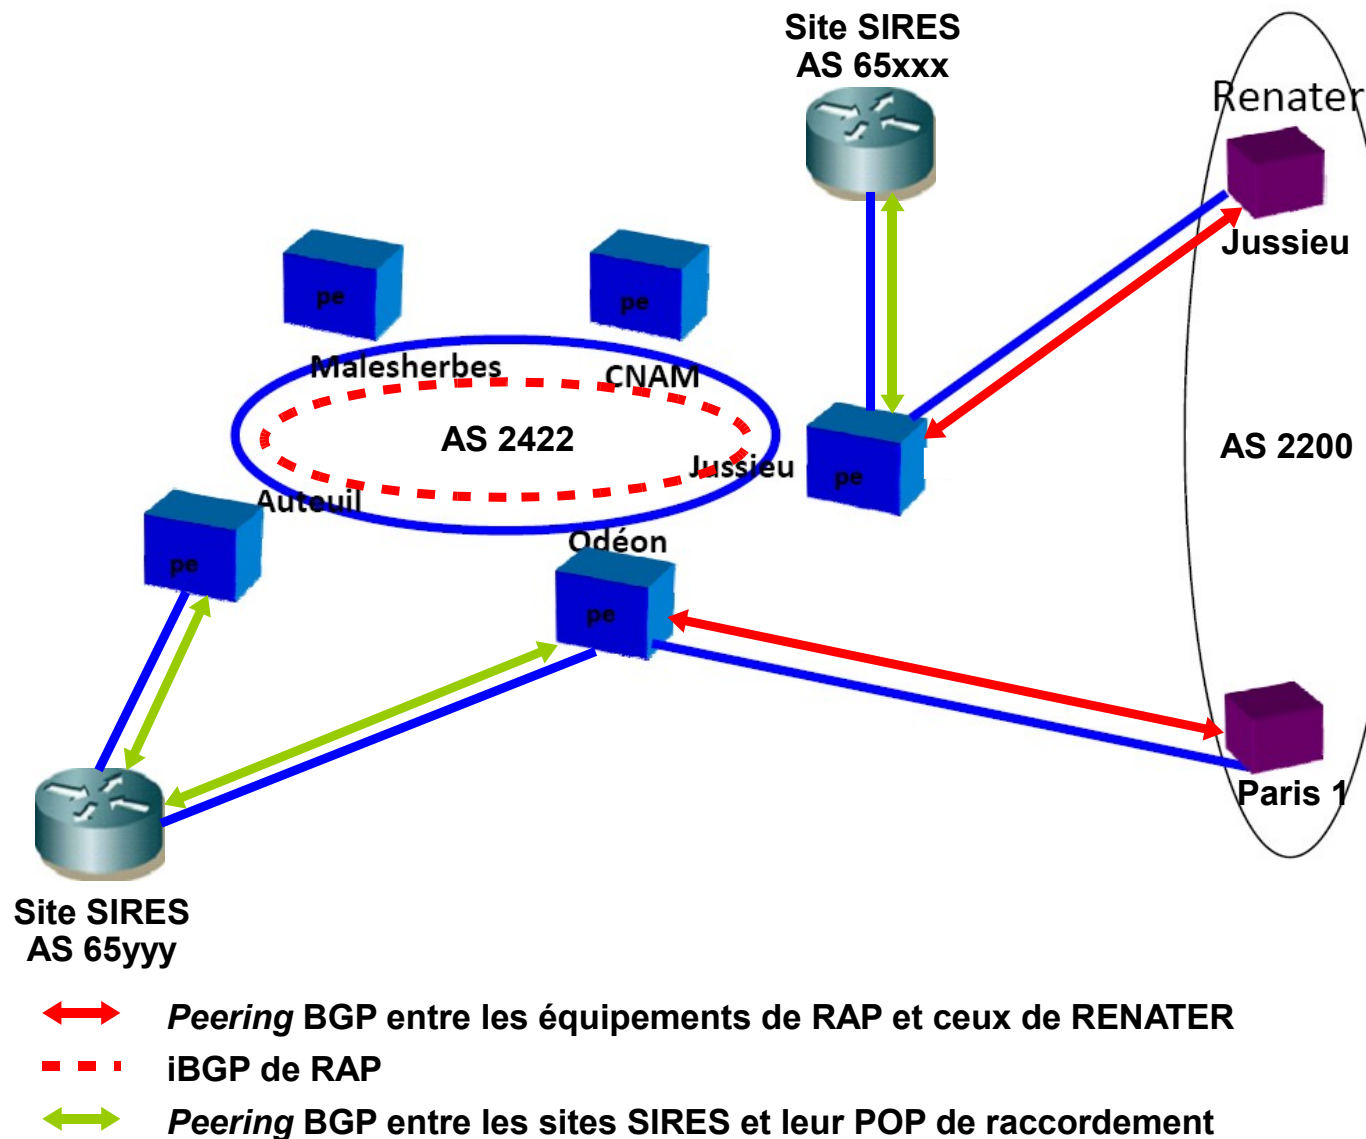 Site SIRES
AS 65xxx
Renater
Jussieu
pe
pe
Malesherbes
CNAM
AS 2422
Jussieu
pe
AS 2200
Auteuil
Odéon
pe
pe
Paris 1
Site SIRES
AS 65yyy
Peering BGP entre les équipements de RAP et ceux de RENATER
iBGP de RAP
Peering BGP entre les sites SIRES et leur POP de raccordement